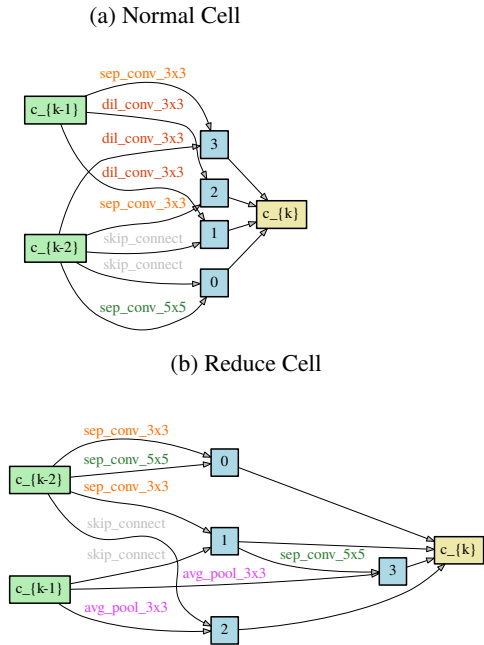 (a) Normal Cell
sep_conv_3x3
c_{k-1}
dil_conv_3x3
dil_conv_3x3
3
dil_conv_3x3
2
sep_conv_3x3
c_{k}
skip_connect
1
c_{k-2}
skip_connect
0
sep_conv_5x5
(b) Reduce Cell
sep_conv_3x3
sep_conv_5x5
0
c_{k-2}
sep_conv_3x3
skip_connect
1
c_{k}
skip_connect
sep_conv_5x5
3
avg_pool_3x3
c_{k-1}
avg_pool_3x3
2